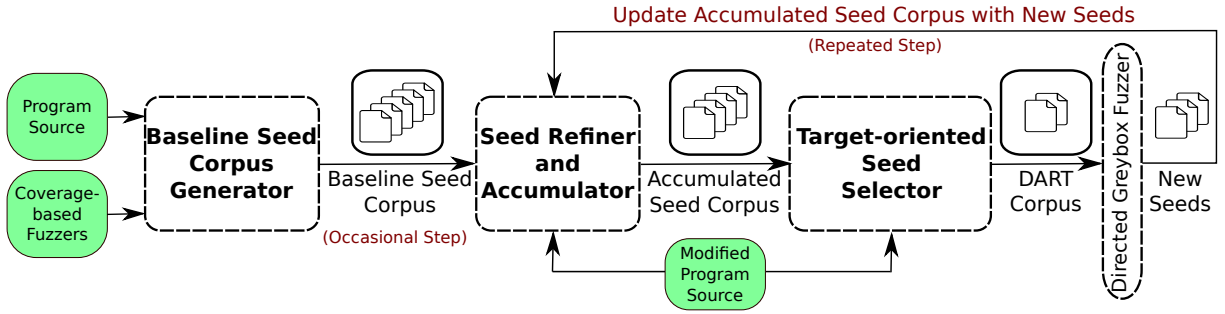 Update Accumulated Seed Corpus with New Seeds
(Repeated Step)
Program
Source
Coverage-
based
Fuzzers
Baseline Seed
Corpus
Generator
Baseline Seed
Corpus
(Occasional Step)
Seed Refiner
and
Accumulator
Accumulated
Seed Corpus
Modified
Program
Source
Target-oriented
Seed
Selector
DART
Corpus
Directed Greybox Fuzzer
New
Seeds